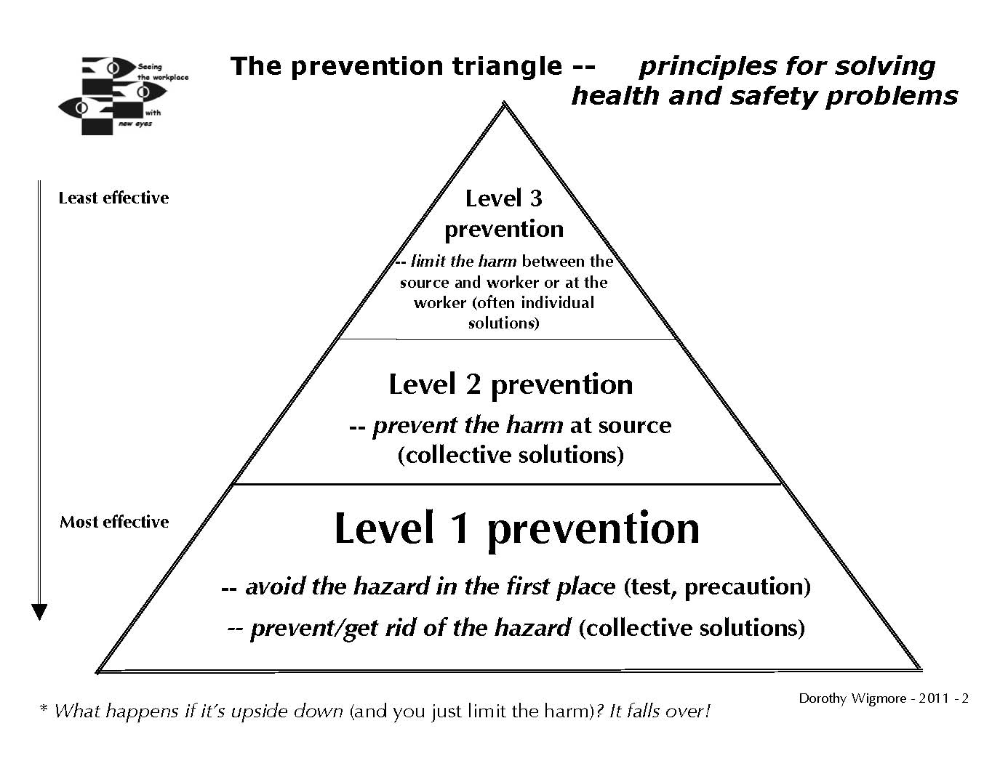 Seeing
the workplace
with
new eyes
The prevention triangle -- principles for solving
health and safety problems
Least effective
Level 3
prevention
-- limit the harm between the
source and worker or at the
worker (often individual
solutions)
Level 2 prevention
-- prevent the harm at source
(collective solutions)
Most effective
Level 1 prevention
-- avoid the hazard in the first place (test, precaution)
-- prevent/get rid of the hazard (collective solutions)
Dorothy Wigmore - 2011 - 2
* What happens if it's upside down (and you just limit the harm)? It falls over!